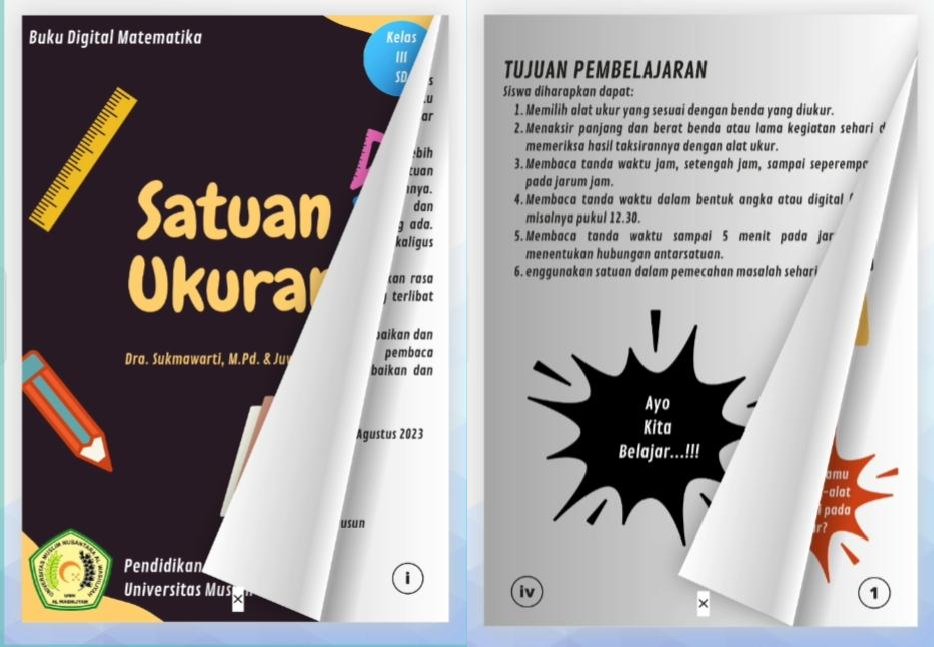 Buku Digital Matematika
Kelas
III
SD
Satuan
Ukuran
Dra. Sukmawarti, M.Pd. &
UNIVERSITAS MUSLIM NUSANTARA AL WASHLIYAH
UMN
AL WASHLIYAH
Pendidikan
Universitas
ebih
dan
g ada.
kan rasa
terlibat
baikan dan
pembaca
baikan dan
Agustus 2023
usun
i
TUJUAN PEMBELAJARAN
Siswa diharapkan dapat:
1. Memilih alat ukur yang sesuai dengan benda yang diukur.
2. Menaksir panjang dan berat benda atau lama kegiatan sehari
memeriksa hasil taksirannya dengan alat ukur.
3. Membaca tanda waktu jam, setengah jam, sampai seperempa
pada jarum jam.
4. Membaca tanda waktu dalam bentuk angka atau digital
misalnya pukul 12.30.
5. Membaca tanda waktu sampai 5 menit pada jar
menentukan hubungan antarsatuan.
6. enggunakan satuan dalam pemecahan masalah sehari
Ayo
Kita
Belajar...!!!
amu
-alat
pada
iv
1